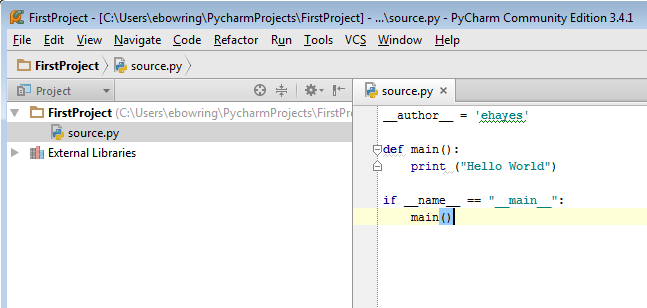 FirstProject - [C:\Users\ebowring\PycharmProjects\FirstProject] - ...\source.py - PyCharm Community Edition 3.4.1
File Edit View Navigate Code Refactor Run Tools VCS Window Help
FirstProject source.py
Project
source.py
FirstProject (C:\Users\ebowring\PycharmProjects\FirstPro
source.py
External Libraries
__author__ = 'ehayes'
def main():
print ("Hello World")
if __name__ == "__main__":
main()